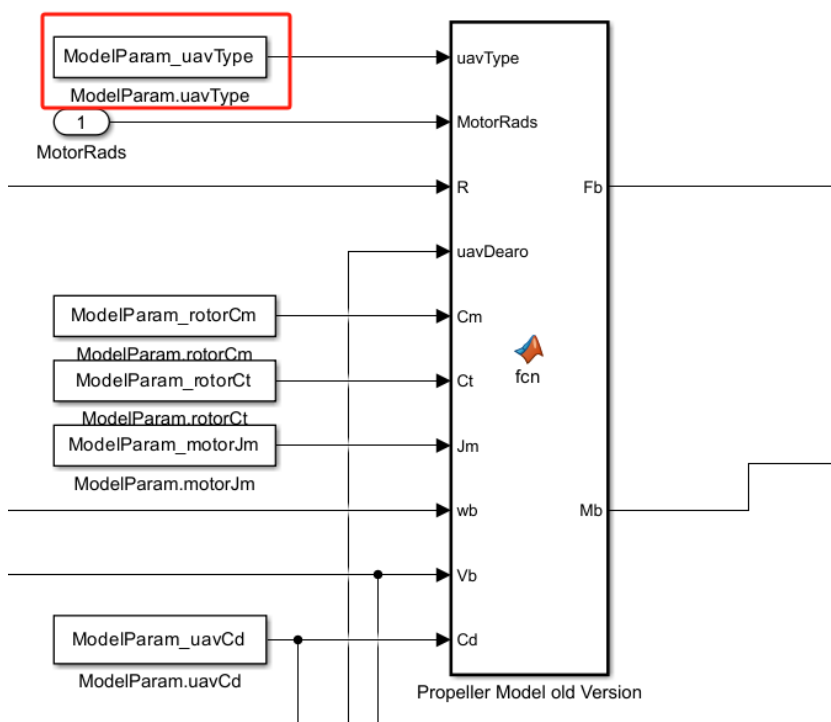 ModelParam_uavType
uavType
ModelParam.uavType
1
MotorRads
MotorRads
R
Fb
uavDearo
ModelParam_rotorCm
Cm
ModelParam.rotorCm
fcn
ModelParam_rotorCt
Ct
ModelParam.rotorCt
ModelParam_motorJm
Jm
ModelParam.motorJm
wb
Mb
Vb
ModelParam_uavCd
Cd
ModelParam.uavCd
Propeller Model old Version